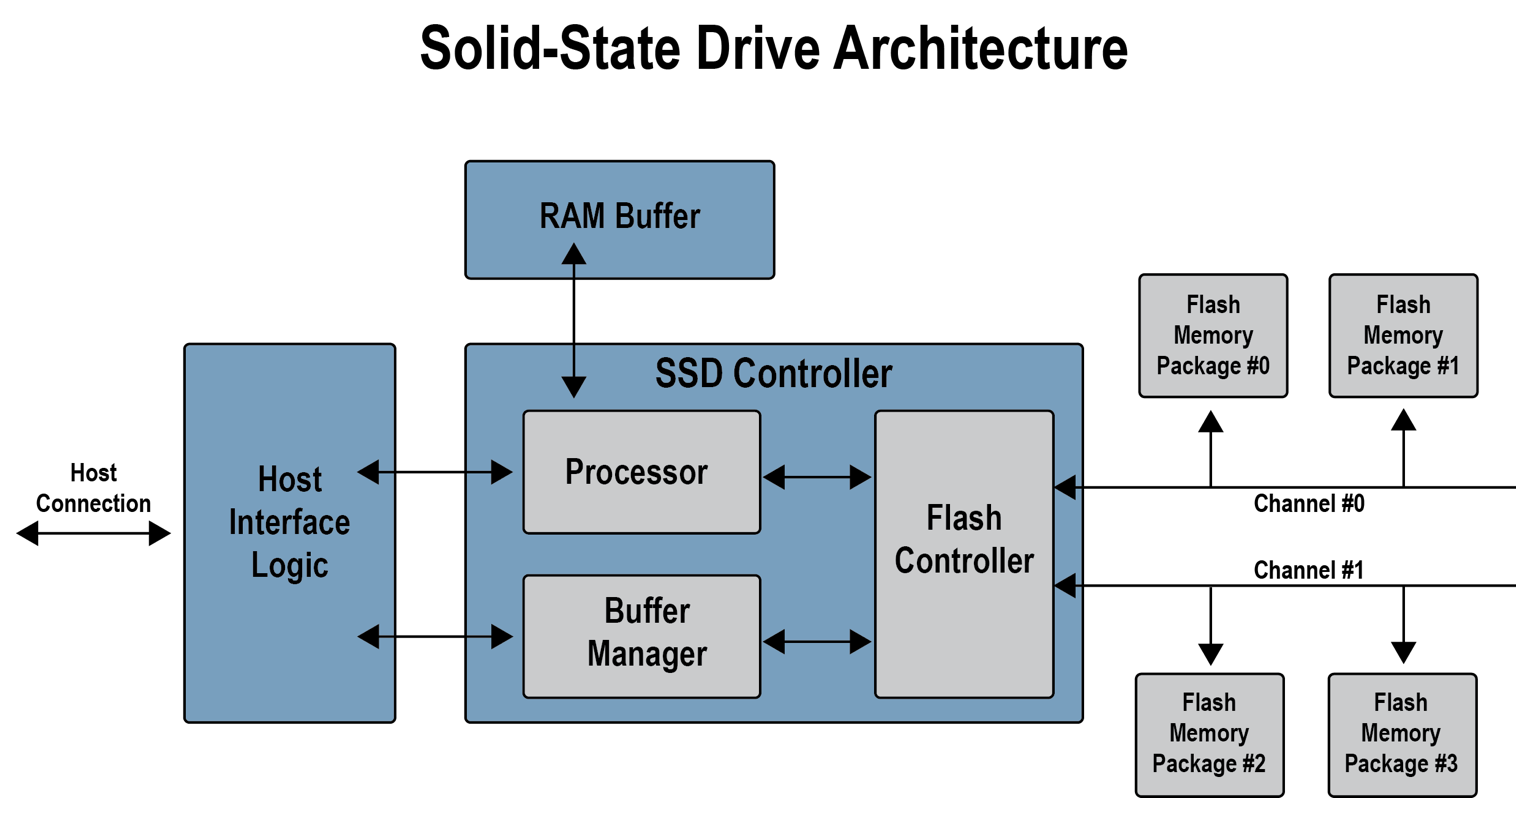 Solid-State Drive Architecture
RAM Buffer
SSD Controller
Host
Connection
Host
Interface
Logic
Processor
Buffer
Manager
Flash
Controller
Flash
Memory
Package #0
Flash
Memory
Package #1
Channel #0
Channel #1
Flash
Memory
Package #2
Flash
Memory
Package #3